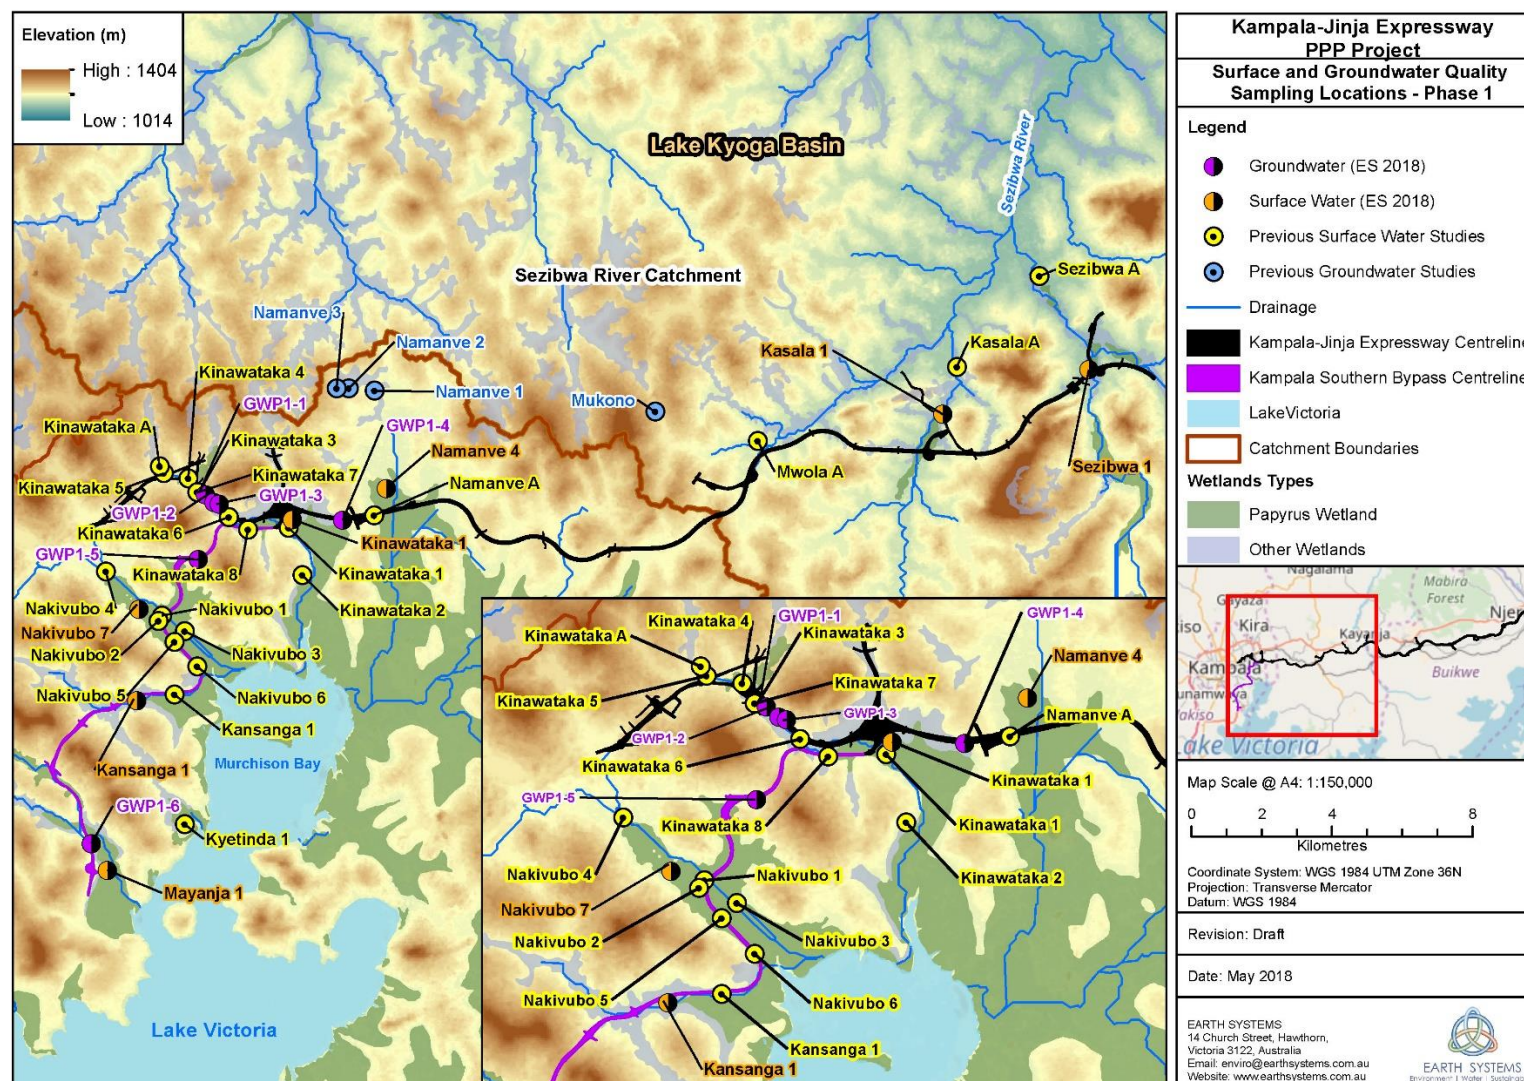 Elevation (m)
High : 1404
Low : 1014
Lake Kyoga Basin
Sezibwa River
Sezibwa River Catchment
Sezibwa A
Namanve 3
Namanve 2
Namanve 1
Kasala 1
Kasala A
Kinawataka 4
GWP1-1
Mukono
Kinawataka A
Kinawataka 3
GWP1-4
Namanve 4
Kinawataka 5
Kinawataka 7
Mwola A
Sezibwa 1
Namanve A
GWP1-2
GWP1-3
Kinawataka 6
Kinawataka 1
GWP1-5
Kinawataka 8
Kinawataka 1
Kinawataka 2
Nakivubo 4
Nakivubo 1
Nakivubo 7
Nakivubo 2
Nakivubo 3
Nakivubo 5
Nakivubo 6
Kansanga 1
Kansanga 1
Murchison Bay
GWP1-6
Kyetinda 1
Mayanja 1
Lake Victoria
Kinawataka 4
GWP1-1
GWP1-4
Kinawataka A
Kinawataka 3
Namanve 4
Kinawataka 5
Kinawataka 7
GWP1-3
Namanve A
GWP1-2
Kinawataka 6
Kinawataka 1
GWP1-5
Kinawataka 8
Kinawataka 1
Nakivubo 4
Nakivubo 1
Kinawataka 2
Nakivubo 7
Nakivubo 2
Nakivubo 3
Nakivubo 5
Nakivubo 6
Kansanga 1
Kansanga 1
Kampala-Jinja Expressway
PPP Project
Surface and Groundwater Quality
Sampling Locations - Phase 1
Legend
Groundwater (ES 2018)
Surface Water (ES 2018)
Previous Surface Water Studies
Previous Groundwater Studies
Drainage
Kampala-Jinja Expressway Centreline
Kampala Southern Bypass Centreline
LakeVictoria
Catchment Boundaries
Wetlands Types
Papyrus Wetland
Other Wetlands
Nagalama
Mabira
Forest
Gayaza
Kira
Kayanja
Nje
Kampala
Buikwe
Lake Victoria
Map Scale @ A4: 1:150,000
0 2 4 8
Kilometres
Coordinate System: WGS 1984 UTM Zone 36N
Projection: Transverse Mercator
Datum: WGS 1984
Revision: Draft
Date: May 2018
EARTH SYSTEMS
14 Church Street, Hawthorn,
Victoria 3122, Australia
Email: enviro@earthsystems.com.au
Website: www.earthsystems.com.au
EARTH SYSTEMS
Environment | Water | Sustainab